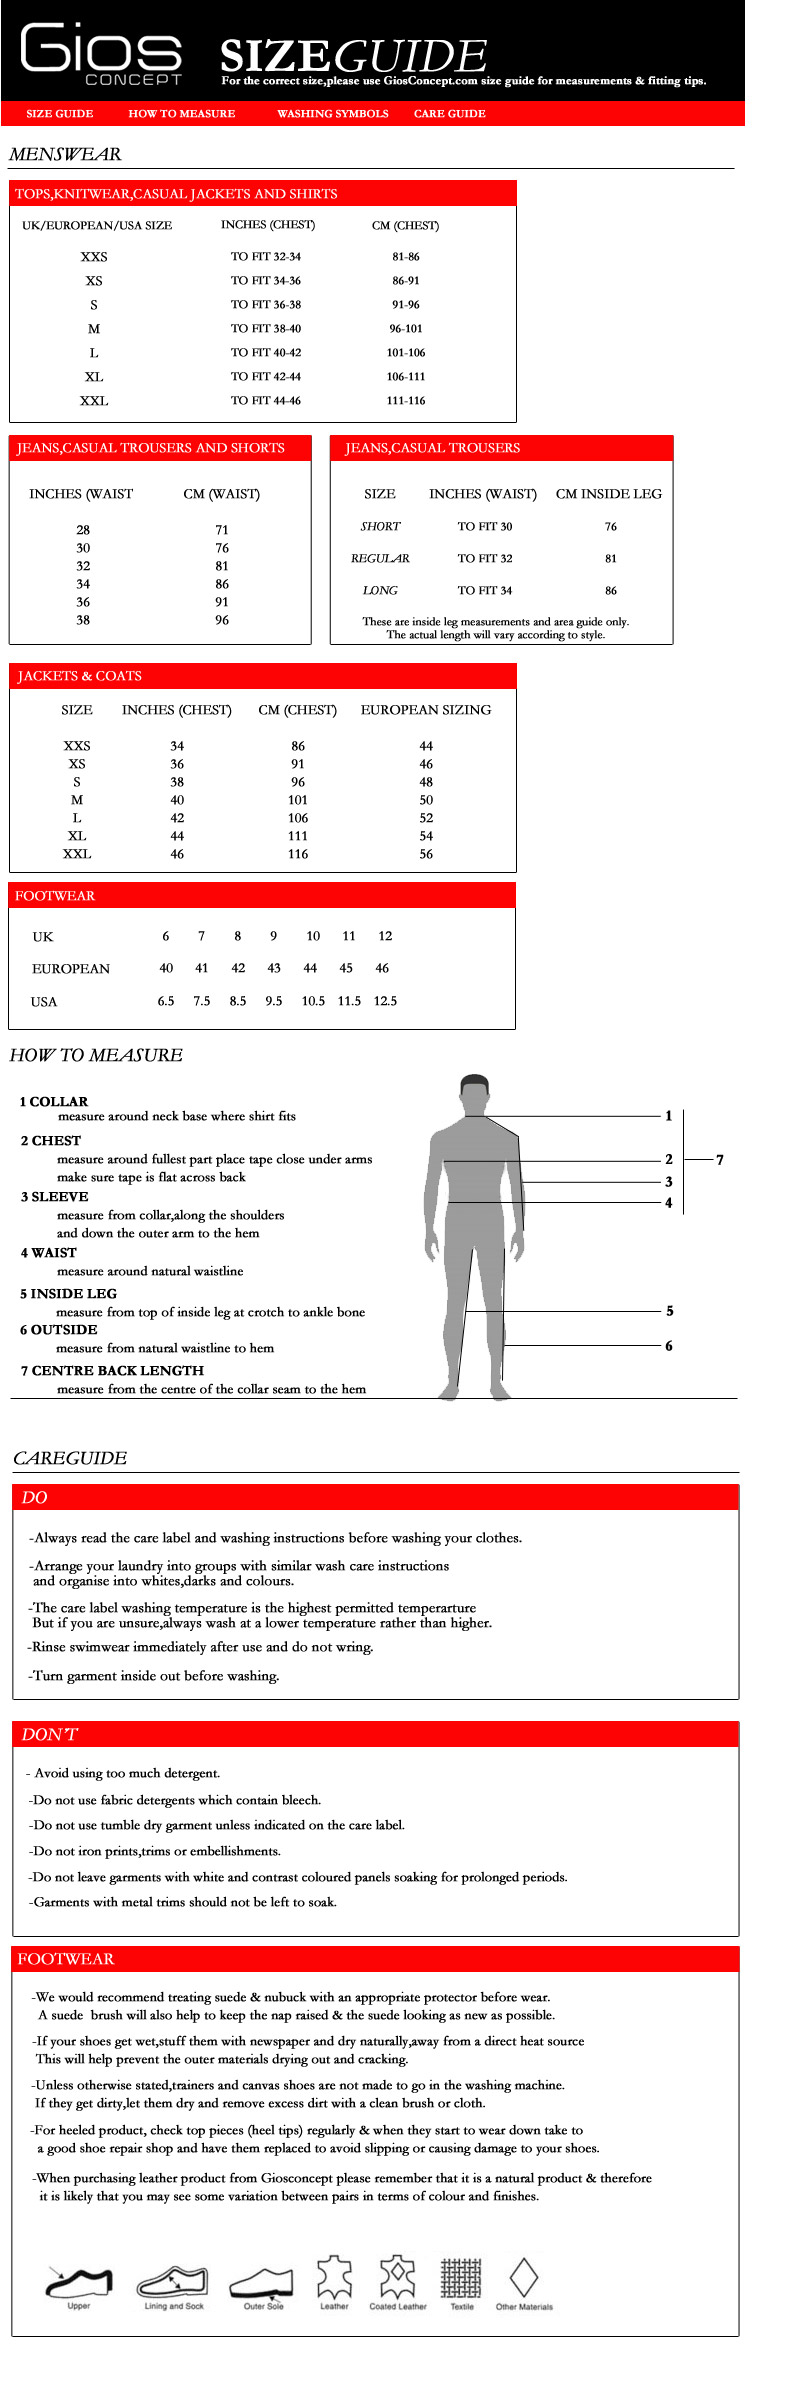 Gios
CONCEPT
SIZEGUIDE
For the correct size,please use GiosConcept.com size guide for measurements & fitting tips.
SIZE GUIDE HOW TO MEASURE WASHING SYMBOLS CARE GUIDE
MENSWEAR
TOPS,KNITWEAR,CASUAL JACKETS AND SHIRTS
UK/EUROPEAN/USA SIZE INCHES (CHEST) CM (CHEST)
XXS TO FIT 32-34 81-86
XS TO FIT 34-36 86-91
S TO FIT 36-38 91-96
M TO FIT 38-40 96-101
L TO FIT 40-42 101-106
XL TO FIT 42-44 106-111
XXL TO FIT 44-46 111-116
JEANS,CASUAL TROUSERS AND SHORTS
INCHES (WAIST CM (WAIST)
28 71
30 76
32 81
34 86
36 91
38 96
JEANS,CASUAL TROUSERS
SIZE INCHES (WAIST) CM INSIDE LEG
SHORT TO FIT 30 76
REGULAR TO FIT 32 81
LONG TO FIT 34 86
These are inside leg measurements and area guide only.
The actual length will vary according to style.
JACKETS & COATS
SIZE INCHES (CHEST) CM (CHEST) EUROPEAN SIZING
XXS 34 86 44
XS 36 91 46
S 38 96 48
M 40 101 50
L 42 106 52
XL 44 111 54
XXL 46 116 56
FOOTWEAR
UK 6 7 8 9 10 11 12
EUROPEAN 40 41 42 43 44 45 46
USA 6.5 7.5 8.5 9.5 10.5 11.5 12.5
HOW TO MEASURE
1 COLLAR
measure around neck base where shirt fits
2 CHEST
measure around fullest part place tape close under arms
make sure tape is flat across back
3 SLEEVE
measure from collar,along the shoulders
and down the outer arm to the hem
4 WAIST
measure around natural waistline
5 INSIDE LEG
measure from top of inside leg at crotch to ankle bone
6 OUTSIDE
measure from natural waistline to hem
7 CENTRE BACK LENGTH
measure from the centre of the collar seam to the hem
1
2
7
3
4
5
6
CAREGUIDE
DO
-Always read the care label and washing instructions before washing your clothes.
-Arrange your laundry into groups with similar wash care instructions
and organise into whites,darks and colours.
-The care label washing temperature is the highest permitted temperarture
But if you are unsure,always wash at a lower temperature rather than higher.
-Rinse swimwear immediately after use and do not wring.
-Turn garment inside out before washing.
DON'T
- Avoid using too much detergent.
-Do not use fabric detergents which contain bleech.
-Do not use tumble dry garment unless indicated on the care label.
-Do not iron prints,trims or embellishments.
-Do not leave garments with white and contrast coloured panels soaking for prolonged periods.
-Garments with metal trims should not be left to soak.
FOOTWEAR
-We would recommend treating suede & nubuck with an appropriate protector before wear.
A suede brush will also help to keep the nap raised & the suede looking as new as possible.
-If your shoes get wet,stuff them with newspaper and dry naturally,away from a direct heat source
This will help prevent the outer materials drying out and cracking.
-Unless otherwise stated,trainers and canvas shoes are not made to go in the washing machine.
If they get dirty,let them dry and remove excess dirt with a clean brush or cloth.
-For heeled product, check top pieces (heel tips) regularly & when they start to wear down take to
a good shoe repair shop and have them replaced to avoid slipping or causing damage to your shoes.
-When purchasing leather product from Giosconcept please remember that it is a natural product & therefore
it is likely that you may see some variation between pairs in terms of colour and finishes.
Upper Lining and Sock Outer Sole Leather Coated Leather Textile Other Materials